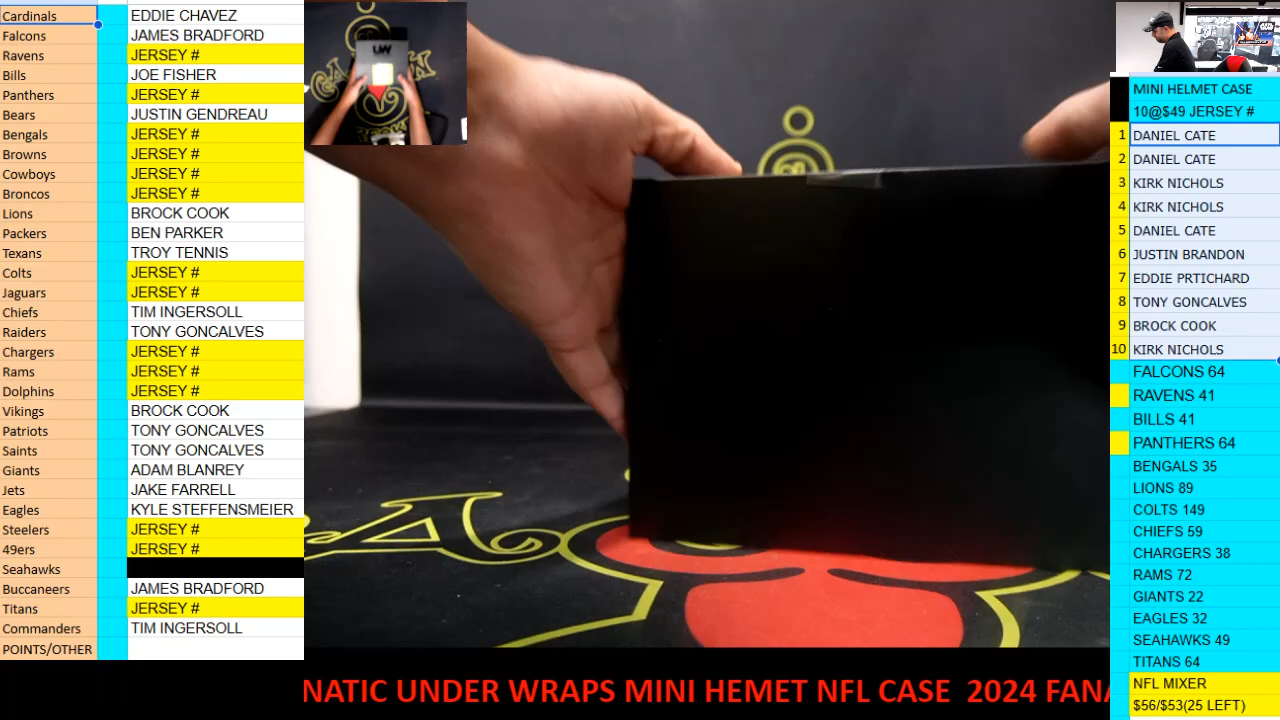 Cardinals EDDIE CHAVEZ
Falcons JAMES BRADFORD
Ravens JERSEY #
Bills JOE FISHER
Panthers JERSEY #
Bears JUSTIN GENDREAU
Bengals JERSEY #
Browns JERSEY #
Cowboys JERSEY #
Broncos JERSEY #
Lions BROCK COOK
Packers BEN PARKER
Texans TROY TENNIS
Colts JERSEY #
Jaguars JERSEY #
Chiefs TIM INGERSOLL
Raiders TONY GONCALVES
Chargers JERSEY #
Rams JERSEY #
Dolphins JERSEY #
Vikings BROCK COOK
Patriots TONY GONCALVES
Saints TONY GONCALVES
Giants ADAM BLANREY
Jets JAKE FARRELL
Eagles KYLE STEFFENSMEIER
Steelers JERSEY #
49ers JERSEY #
Seahawks
Buccaneers JAMES BRADFORD
Titans JERSEY #
Commanders TIM INGERSOLL
POINTS/OTHER
UW
MINI HELMET CASE
10@$49 JERSEY #
1 DANIEL CATE
2 DANIEL CATE
3 KIRK NICHOLS
4 KIRK NICHOLS
5 DANIEL CATE
6 JUSTIN BRANDON
7 EDDIE PRTICHARD
8 TONY GONCALVES
9 BROCK COOK
10 KIRK NICHOLS
FALCONS 64
RAVENS 41
BILLS 41
PANTHERS 64
BENGALS 35
LIONS 89
COLTS 149
CHIEFS 59
CHARGERS 38
RAMS 72
GIANTS 22
EAGLES 32
SEAHAWKS 49
TITANS 64
NFL MIXER
$56/$53(25 LEFT)
NATIC UNDER WRAPS MINI HEMET NFL CASE 2024 FANA